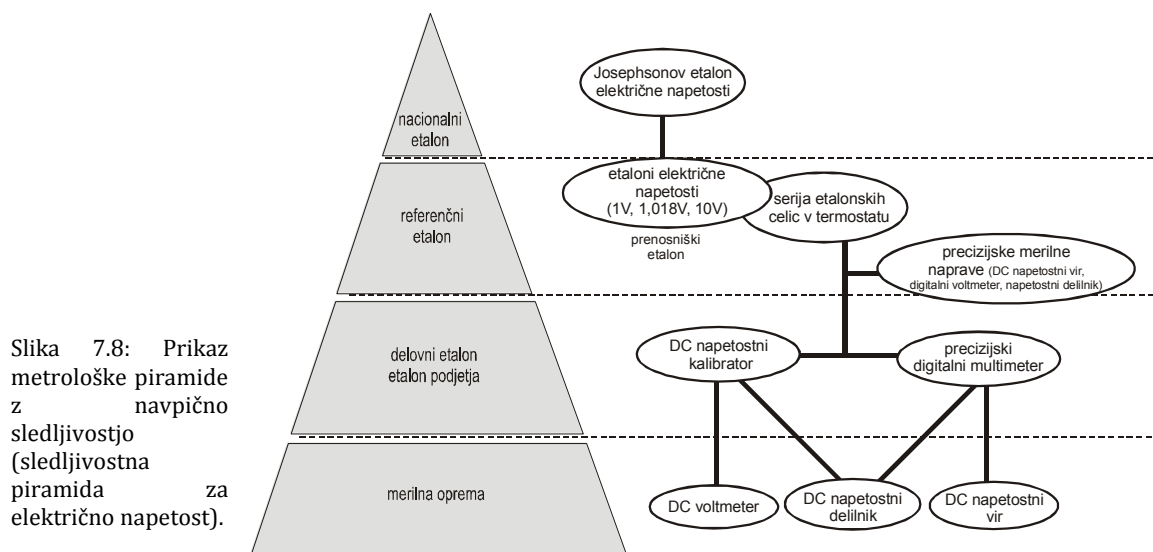 nacionalni
etalon
referenčni
etalon
delovni etalon
etalon podjetja
merilna oprema
Josephsonov etalon
električne napetosti
etaloni električne
napetosti
(1V, 1,018V, 10V)
prenosniški
etalon
serija etalonskih
celic v termostatu
precizijske merilne
naprave (DC napetostni vir,
digitalni voltmeter, napetostni delilnik)
DC napetostni
kalibrator
precizijski
digitalni multimeter
DC voltmeter
DC napetostni
delilnik
DC napetostni
vir
Slika 7.8: Prikaz
metrološke piramide
z navpično
sledljivostjo
(sledljivostna
piramida za
električno napetost).